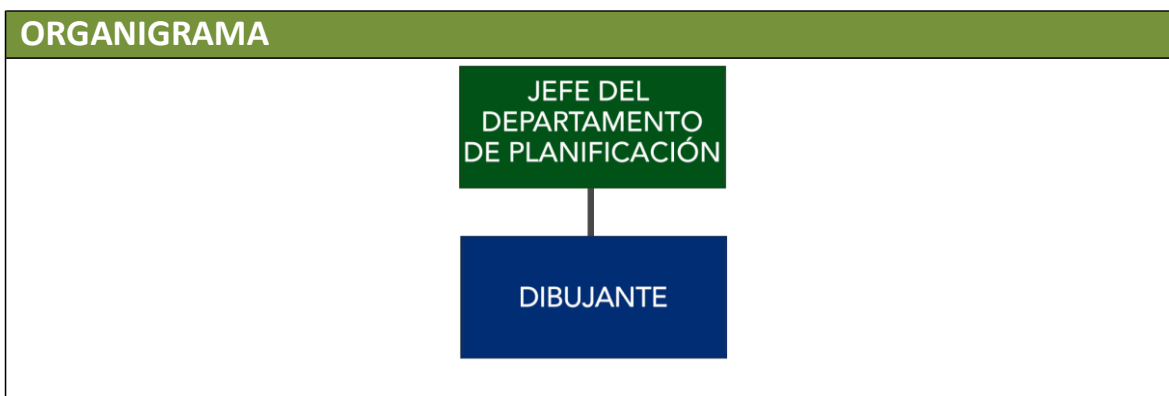 ORGANIGRAMA
JEFE DEL
DEPARTAMENTO
DE PLANIFICACIÓN
DIBUJANTE